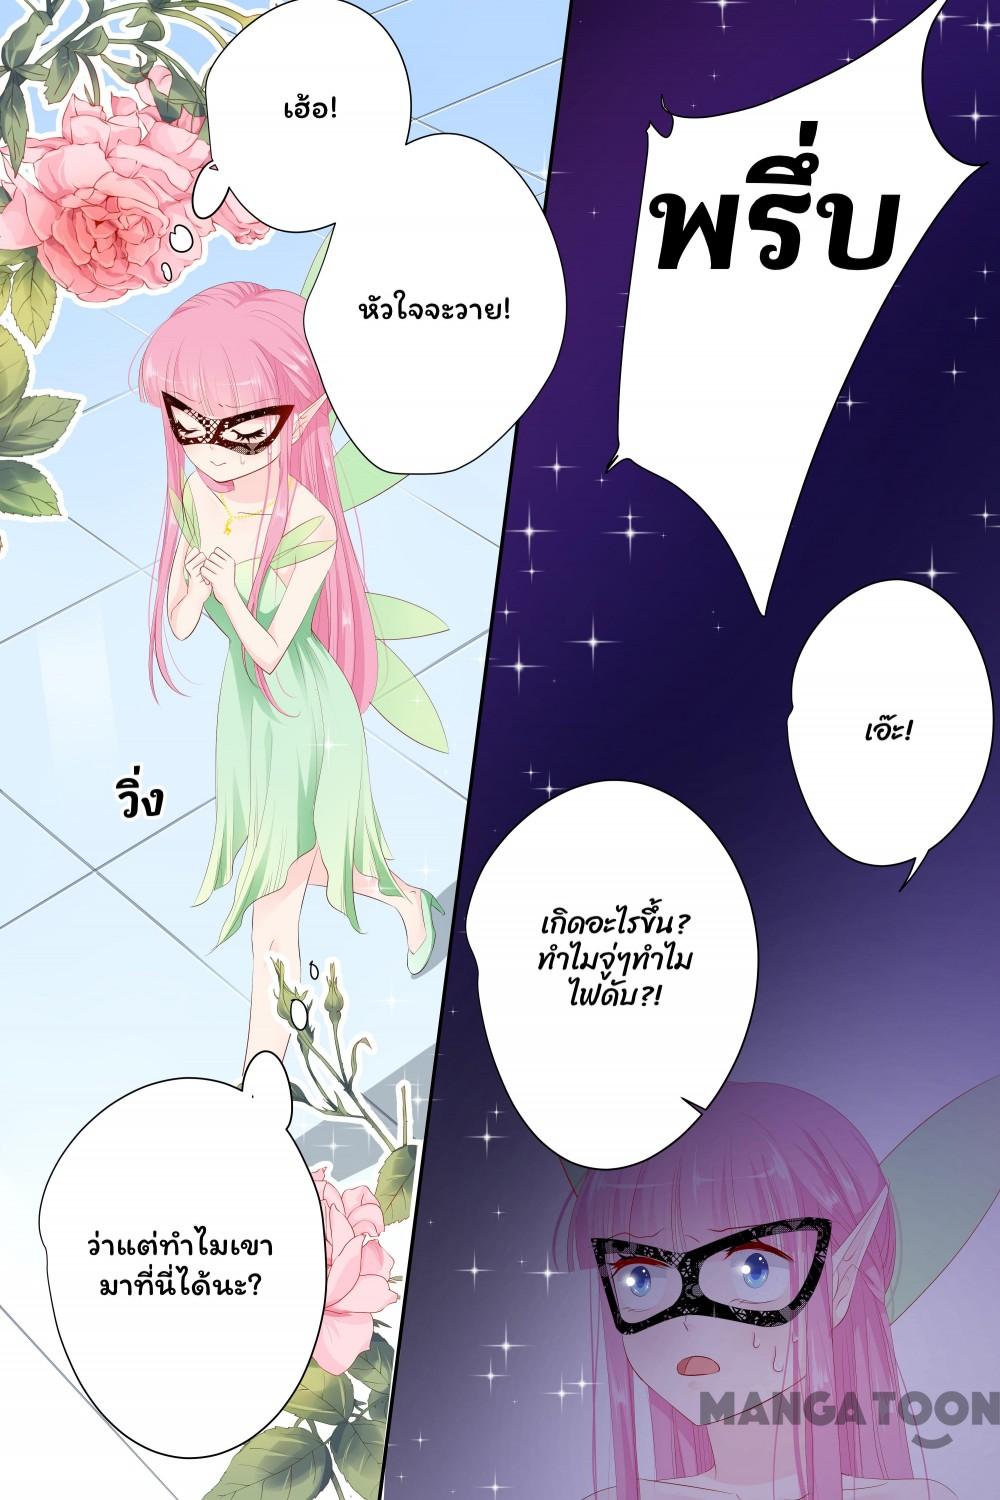 เฮ้อ!
หัวใจจะวาย!
วิ่ง
ว่าแต่ทำไมเขา
มาที่นี่ได้นะ?
พรึ่บ
เอ๊ะ!
เกิดอะไรขึ้น?
ทำไมจู่ๆทำไม
ไฟดับ?!
MANGATOON